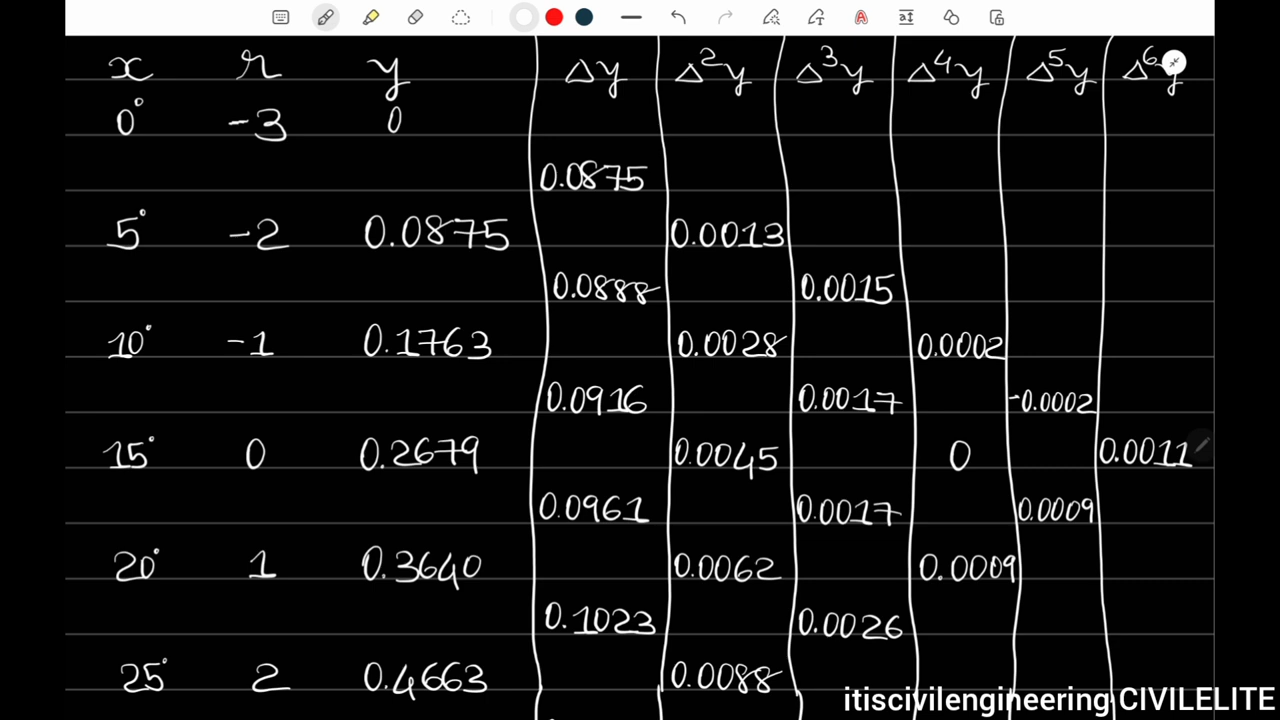 x r y Δy Δ²y Δ³y Δ⁴y Δ⁵y Δ⁶y
0° -3 0
0.0875
5° -2 0.0875 0.0013
0.0888 0.0015
10° -1 0.1763 0.0028 0.0002
0.0916 0.0017 -0.0002
15° 0 0.2679 0.0045 0 0.0011
0.0961 0.0017 0.0009
20° 1 0.3640 0.0062 0.0009
0.1023 0.0026
25° 2 0.4663 0.0088
itiscivilengineering CIVILELITE